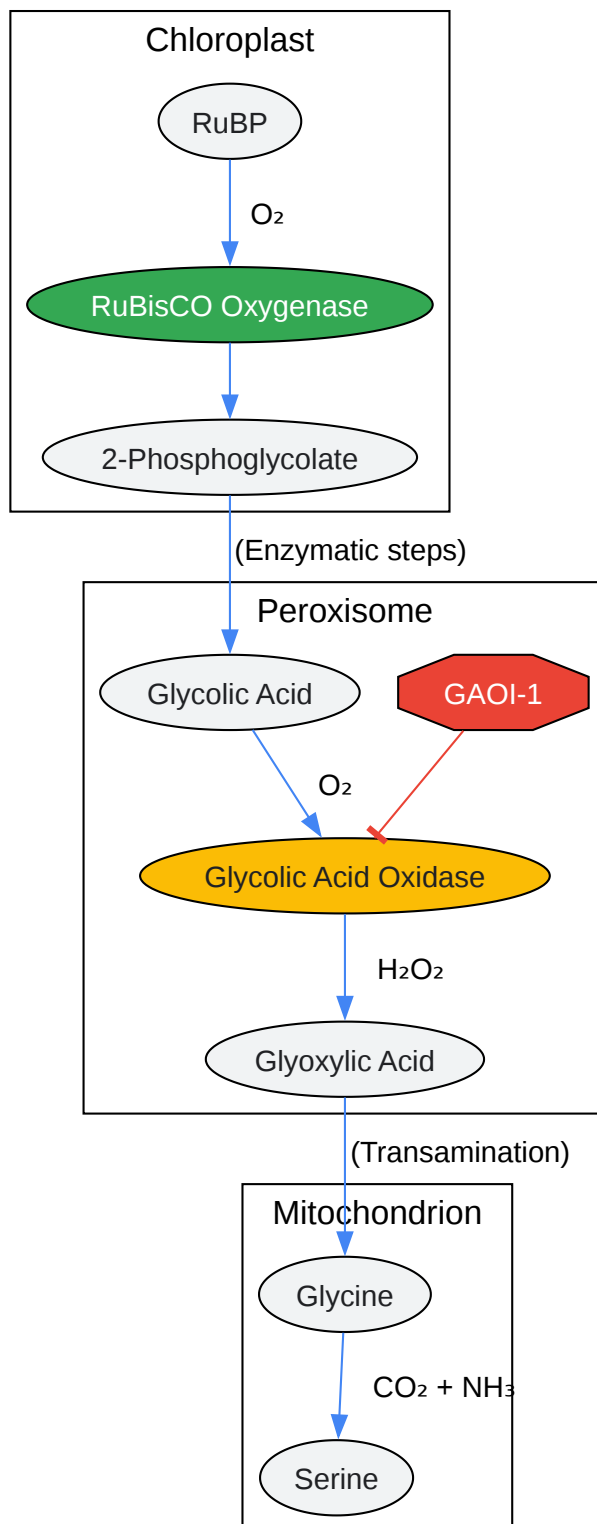 Chloroplast
RuBP
O₂
RuBisCO Oxygenase
2-Phosphoglycolate
(Enzymatic steps)
Peroxisome
Glycolic Acid
GAOI-1
O₂
Glycolic Acid Oxidase
H₂O₂
Glyoxylic Acid
(Transamination)
Mitochondrion
Glycine
CO₂ + NH₃
Serine